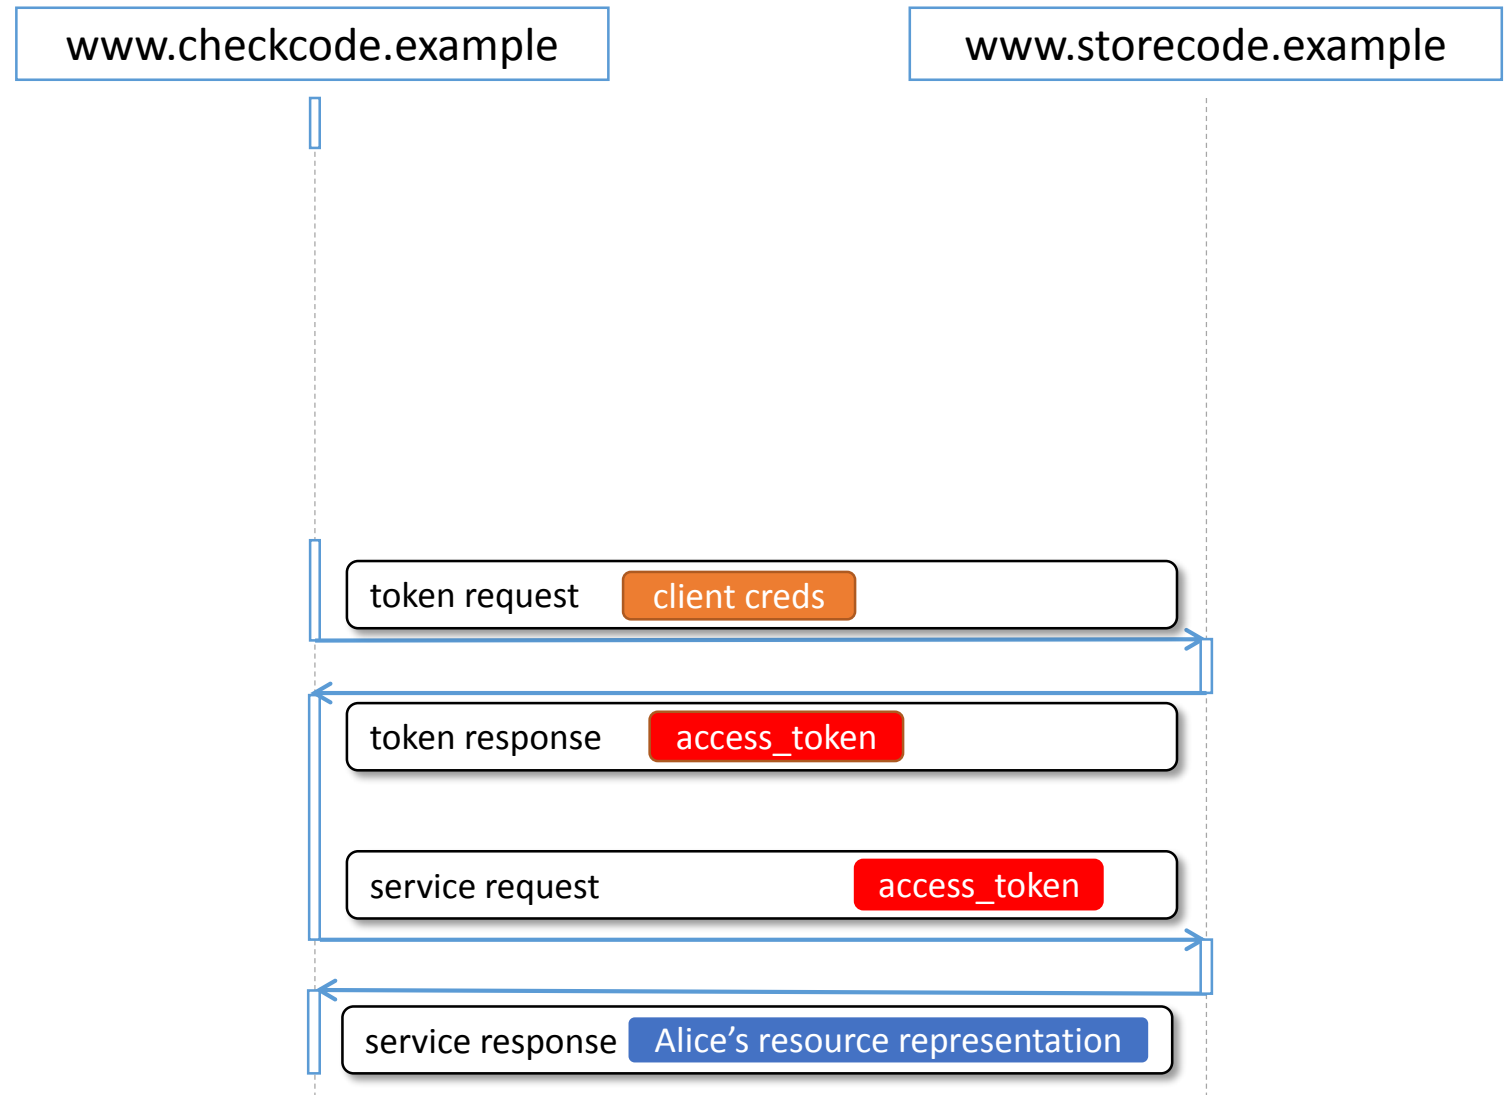 www.checkcode.example
www.storecode.example
token request client creds
token response access_token
service request access_token
service response Alice’s resource representation